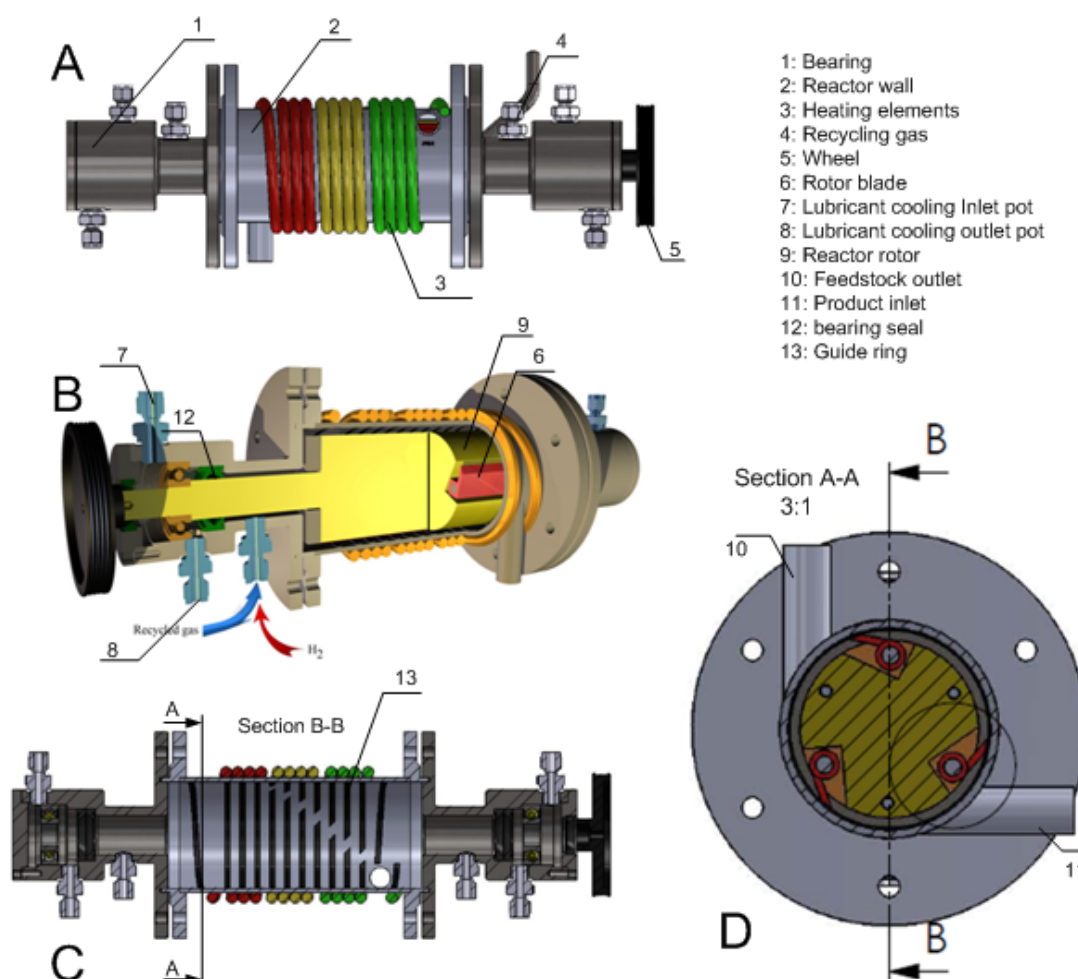 A
1
2
4
3
5
1: Bearing
2: Reactor wall
3: Heating elements
4: Recycling gas
5: Wheel
6: Rotor blade
7: Lubricant cooling Inlet pot
8: Lubricant cooling outlet pot
9: Reactor rotor
10: Feedstock outlet
11: Product inlet
12: bearing seal
13: Guide ring
B
7
12
9
6
8
Recycled gas
H2
B
Section A-A
3:1
10
11
D
B
A
Section B-B
13
A
C